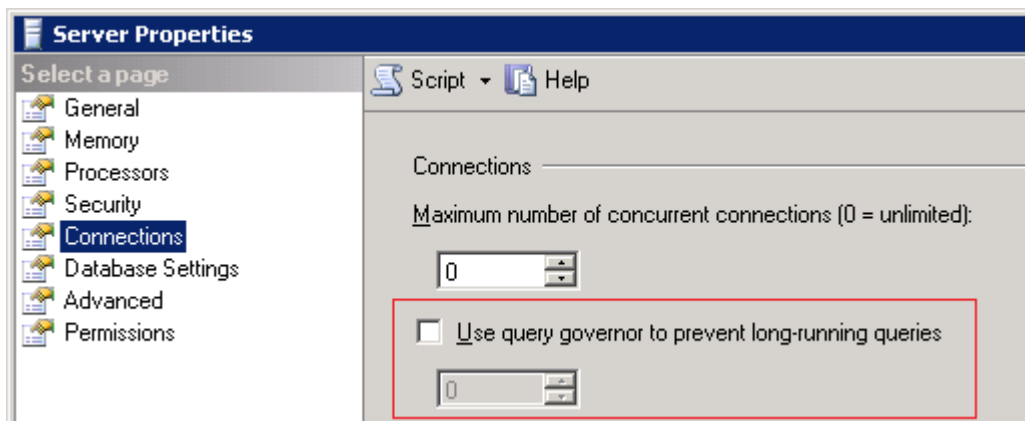 Server Properties
Select a page
General
Memory
Processors
Security
Connections
Database Settings
Advanced
Permissions
Script Help
Connections
Maximum number of concurrent connections (0 = unlimited):
0
Use query governor to prevent long-running queries
0